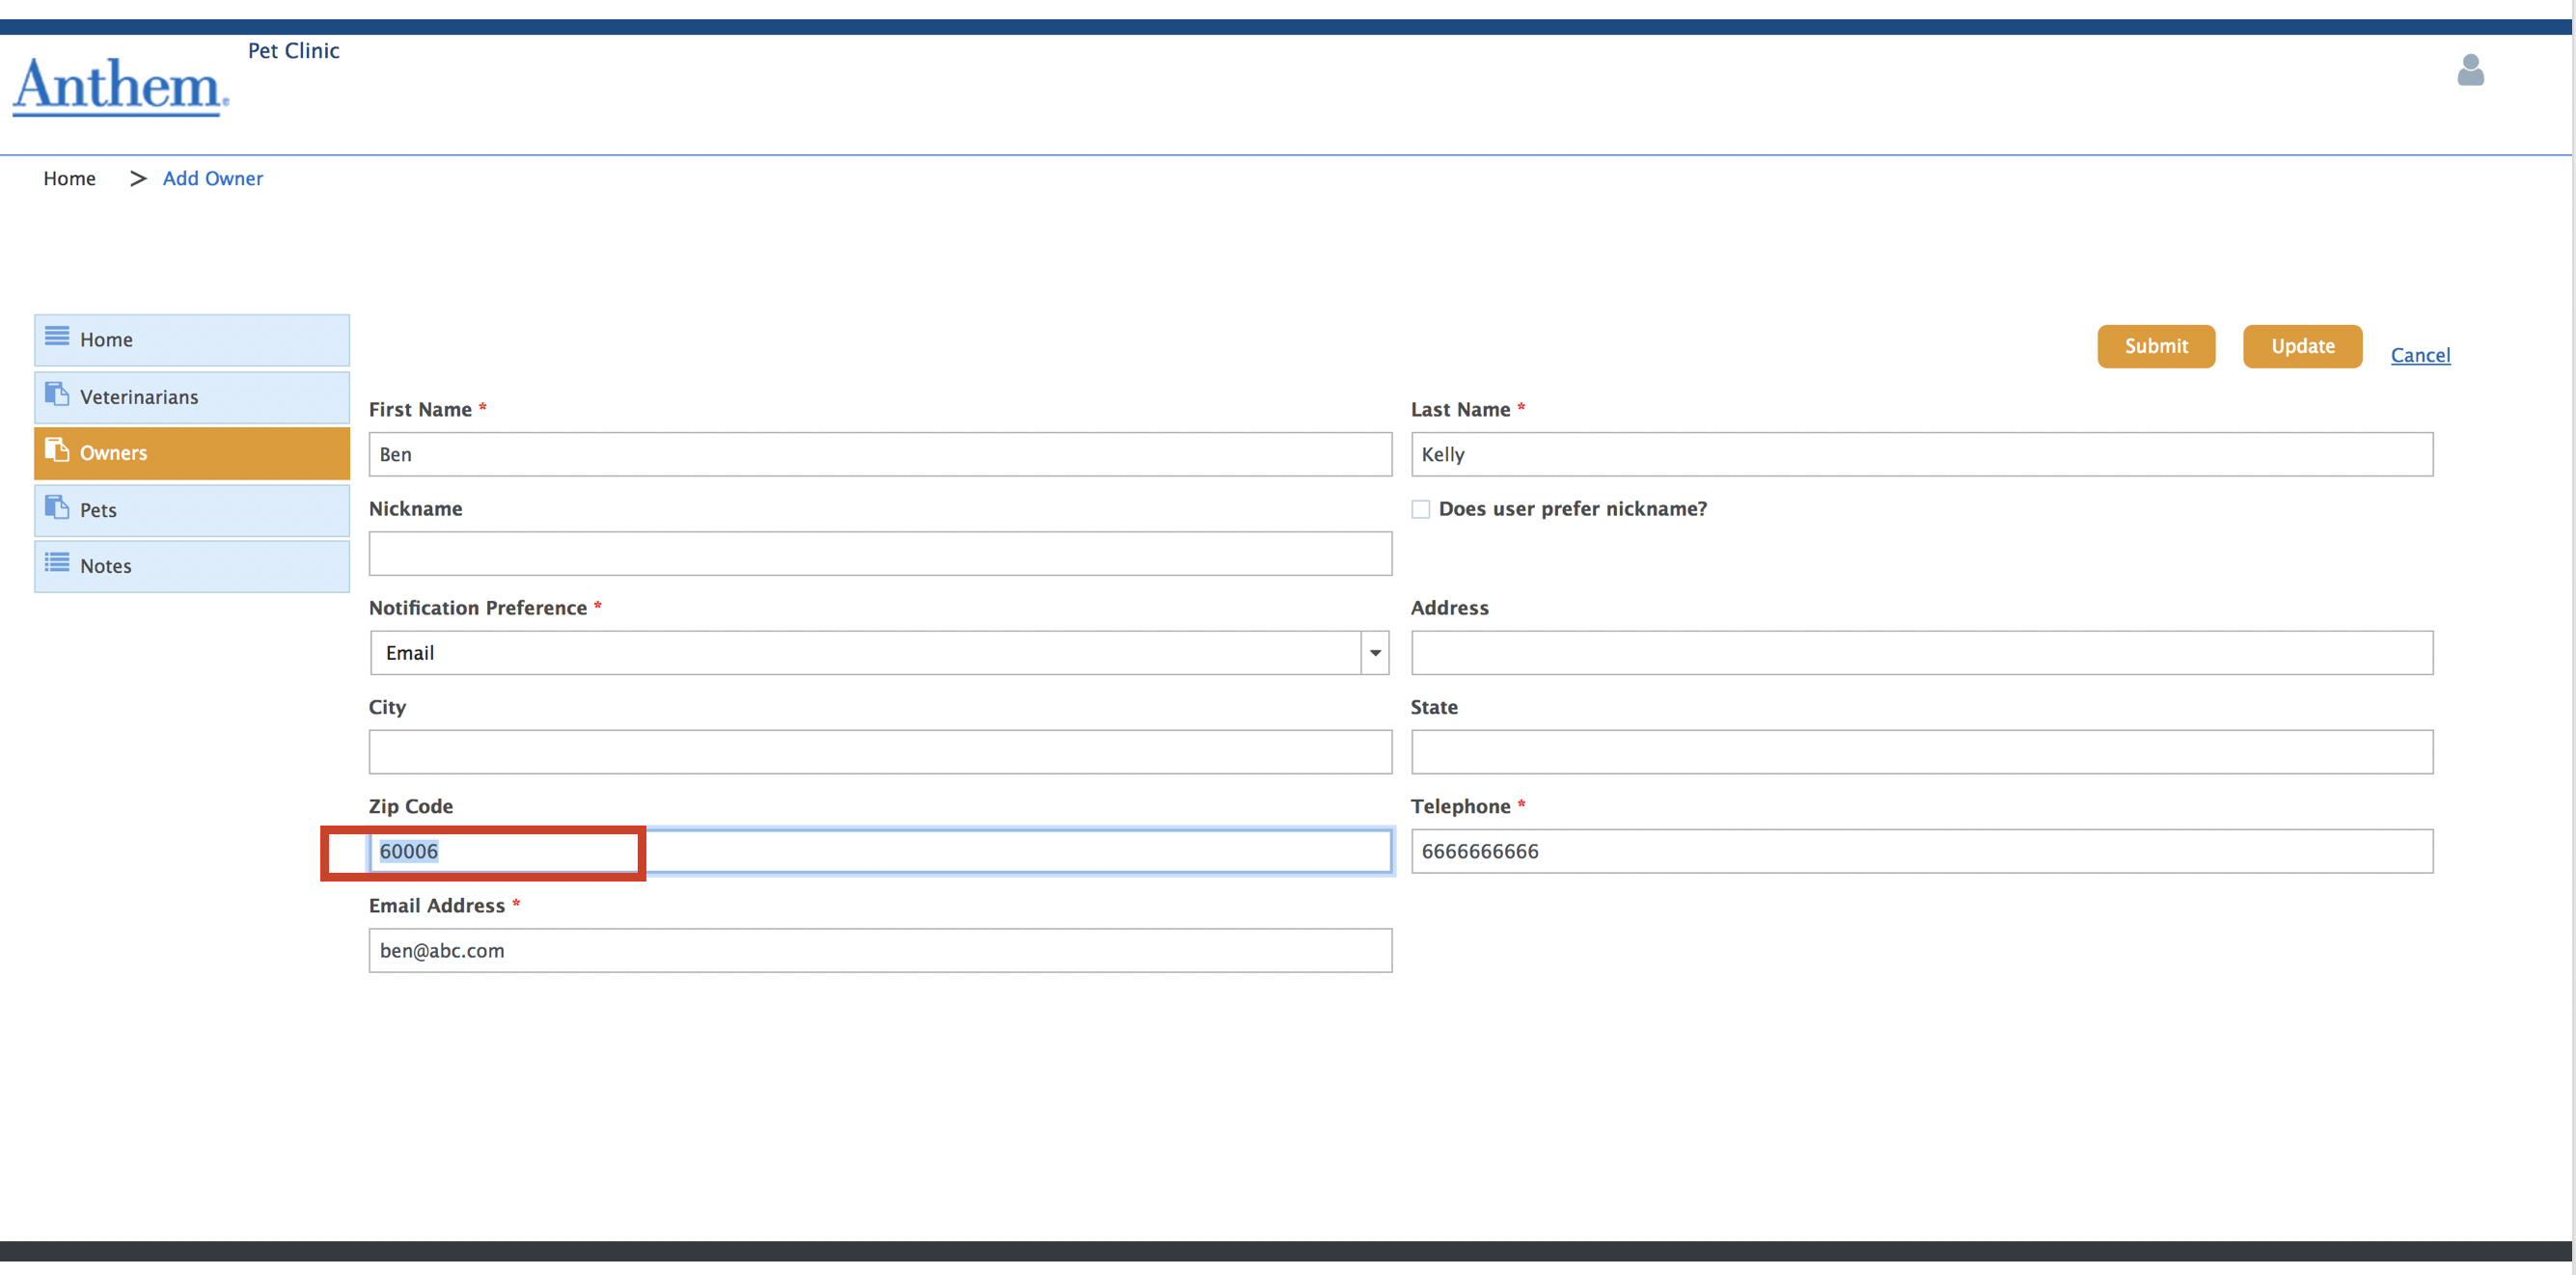 Pet Clinic
Anthem
Home > Add Owner
Home
Veterinarians
Owners
Pets
Notes
Submit Update Cancel
First Name * Last Name *
Ben Kelly
Nickname Does user prefer nickname?
Notification Preference * Address
Email
City State
Zip Code Telephone *
60006 6666666666
Email Address *
ben@abc.com